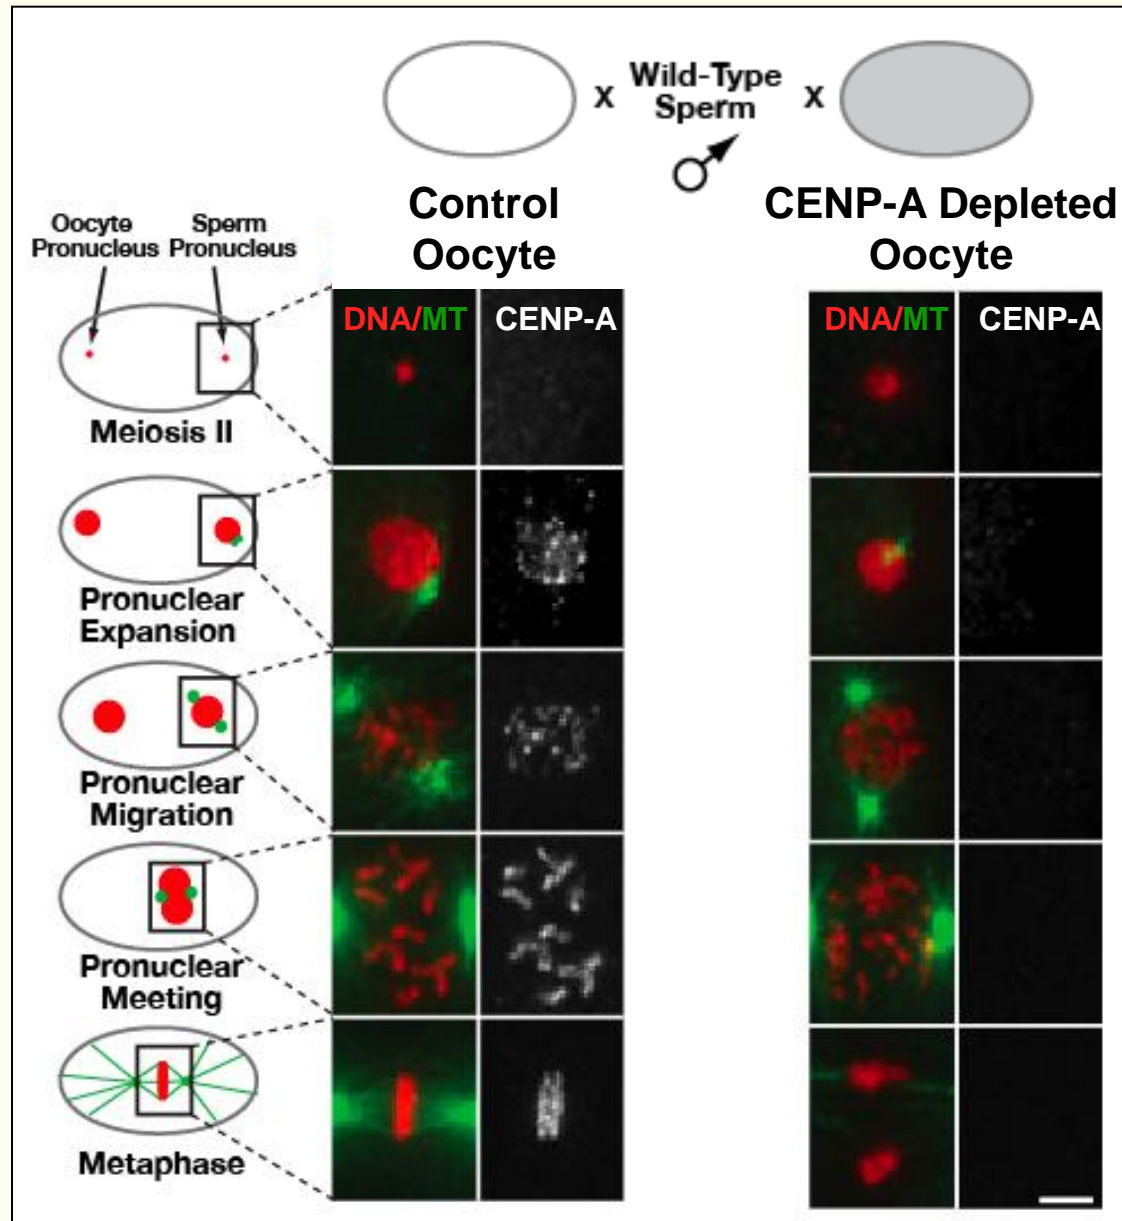 x Wild-Type x
Sperm
Control CENP-A Depleted
Oocyte Oocyte
Oocyte Sperm
Pronucleus Pronucleus
DNA/MT CENP-A DNA/MT CENP-A
Meiosis II
Pronuclear
Expansion
Pronuclear
Migration
Pronuclear
Meeting
Metaphase